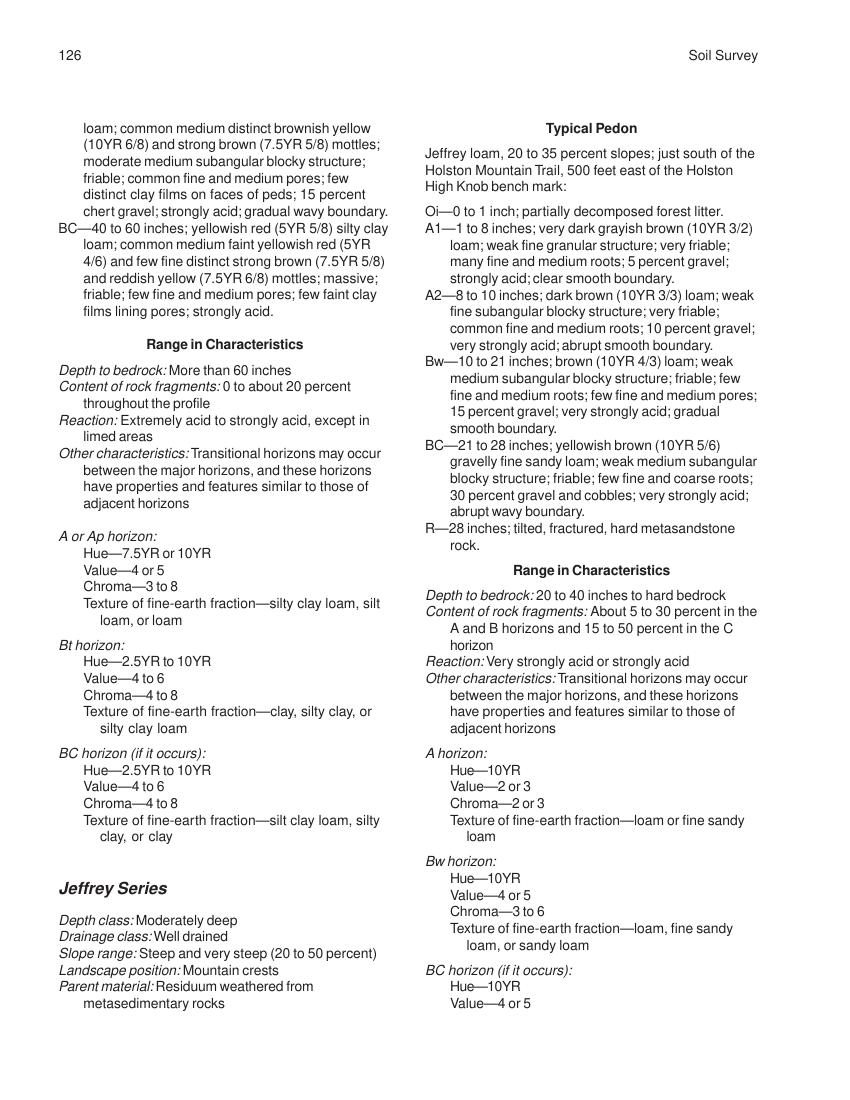 126
Soil Survey
loam; common medium distinct brownish yellow
(10YR 6/8) and strong brown (7.5YR 5/8) mottles;
moderate medium subangular blocky structure;
friable; common fine and medium pores; few
distinct clay films on faces of peds; 15 percent
chert gravel; strongly acid; gradual wavy boundary.
BC—40 to 60 inches; yellowish red (5YR 5/8) silty clay
loam; common medium faint yellowish red (5YR
4/6) and few fine distinct strong brown (7.5YR 5/8)
and reddish yellow (7.5YR 6/8) mottles; massive;
friable; few fine and medium pores; few faint clay
films lining pores; strongly acid.
Range in Characteristics
Depth to bedrock: More than 60 inches
Content of rock fragments: 0 to about 20 percent
throughout the profile
Reaction: Extremely acid to strongly acid, except in
limed areas
Other characteristics: Transitional horizons may occur
between the major horizons, and these horizons
have properties and features similar to those of
adjacent horizons
A or Ap horizon:
Hue—7.5YR or 10YR
Value—4 or 5
Chroma—3 to 8
Texture of fine-earth fraction—silty clay loam, silt
loam, or loam
Bt horizon:
Hue—2.5YR to 10YR
Value—4 to 6
Chroma—4 to 8
Texture of fine-earth fraction—clay, silty clay, or
silty clay loam
BC horizon (if it occurs):
Hue—2.5YR to 10YR
Value—4 to 6
Chroma—4 to 8
Texture of fine-earth fraction—silt clay loam, silty
clay, or clay
Jeffrey Series
Depth class: Moderately deep
Drainage class: Well drained
Slope range: Steep and very steep (20 to 50 percent)
Landscape position: Mountain crests
Parent material: Residuum weathered from
metasedimentary rocks
Typical Pedon
Jeffrey loam, 20 to 35 percent slopes; just south of the
Holston Mountain Trail, 500 feet east of the Holston
High Knob bench mark:
Oi—0 to 1 inch; partially decomposed forest litter.
A1—1 to 8 inches; very dark grayish brown (10YR 3/2)
loam; weak fine granular structure; very friable;
many fine and medium roots; 5 percent gravel;
strongly acid; clear smooth boundary.
A2—8 to 10 inches; dark brown (10YR 3/3) loam; weak
fine subangular blocky structure; very friable;
common fine and medium roots; 10 percent gravel;
very strongly acid; abrupt smooth boundary.
Bw—10 to 21 inches; brown (10YR 4/3) loam; weak
medium subangular blocky structure; friable; few
fine and medium roots; few fine and medium pores;
15 percent gravel; very strongly acid; gradual
smooth boundary.
BC—21 to 28 inches; yellowish brown (10YR 5/6)
gravelly fine sandy loam; weak medium subangular
blocky structure; friable; few fine and coarse roots;
30 percent gravel and cobbles; very strongly acid;
abrupt wavy boundary.
R—28 inches; tilted, fractured, hard metasandstone
rock.
Range in Characteristics
Depth to bedrock: 20 to 40 inches to hard bedrock
Content of rock fragments: About 5 to 30 percent in the
A and B horizons and 15 to 50 percent in the C
horizon
Reaction: Very strongly acid or strongly acid
Other characteristics: Transitional horizons may occur
between the major horizons, and these horizons
have properties and features similar to those of
adjacent horizons
A horizon:
Hue—10YR
Value—2 or 3
Chroma—2 or 3
Texture of fine-earth fraction—loam or fine sandy
loam
Bw horizon:
Hue—10YR
Value—4 or 5
Chroma—3 to 6
Texture of fine-earth fraction—loam, fine sandy
loam, or sandy loam
BC horizon (if it occurs):
Hue—10YR
Value—4 or 5